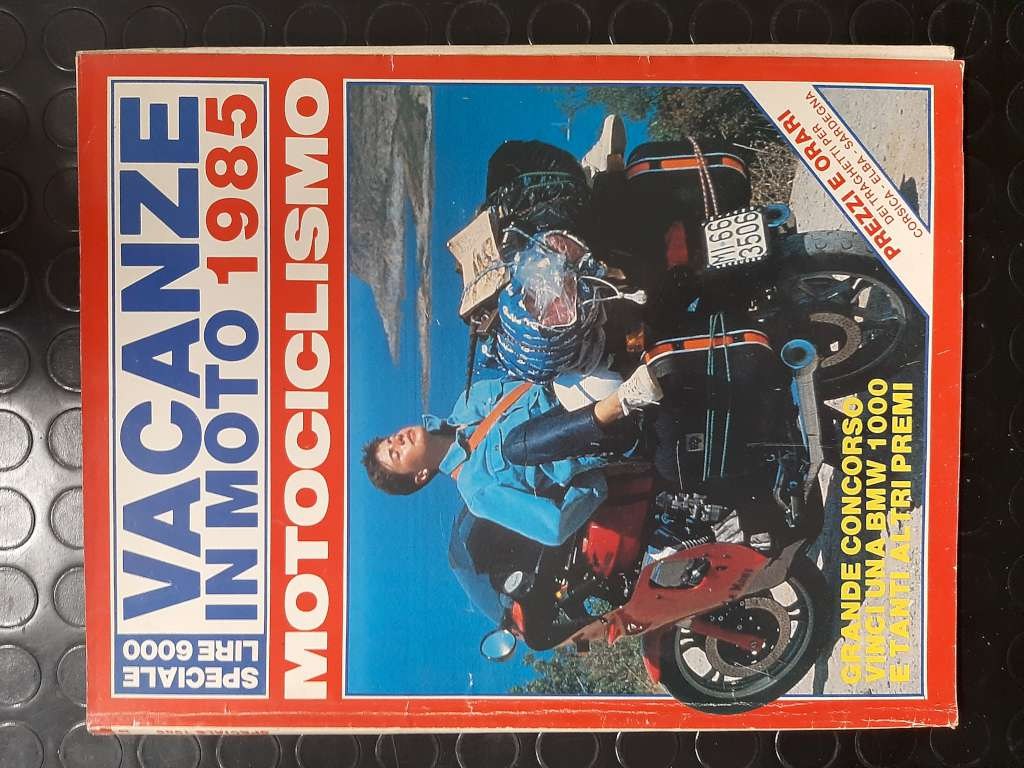 SPECIALE
LIRE 6000
VACANZE
IN MOTO 1985
MOTOCICLISMO
PREZZI E ORARI
DEI TRAGHETTI PER
CORSICA - ELBA - SARDEGNA
MI 66
3506
GRANDE CONCORSO:
VINCI UNA BMW 1000
E TANTI ALTRI PREMI